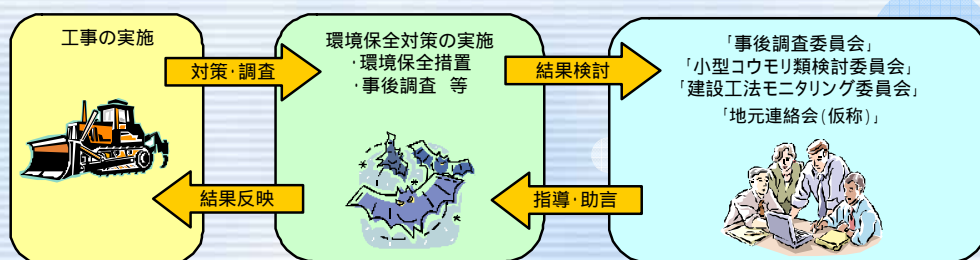 工事の実施
対策･調査
結果反映
環境保全対策の実施
･環境保全措置
･事後調査 等
結果検討
指導･助言
｢事後調査委員会｣
｢小型コウモリ類検討委員会｣
｢建設工法モニタリング委員会｣
｢地元連絡会(仮称)｣